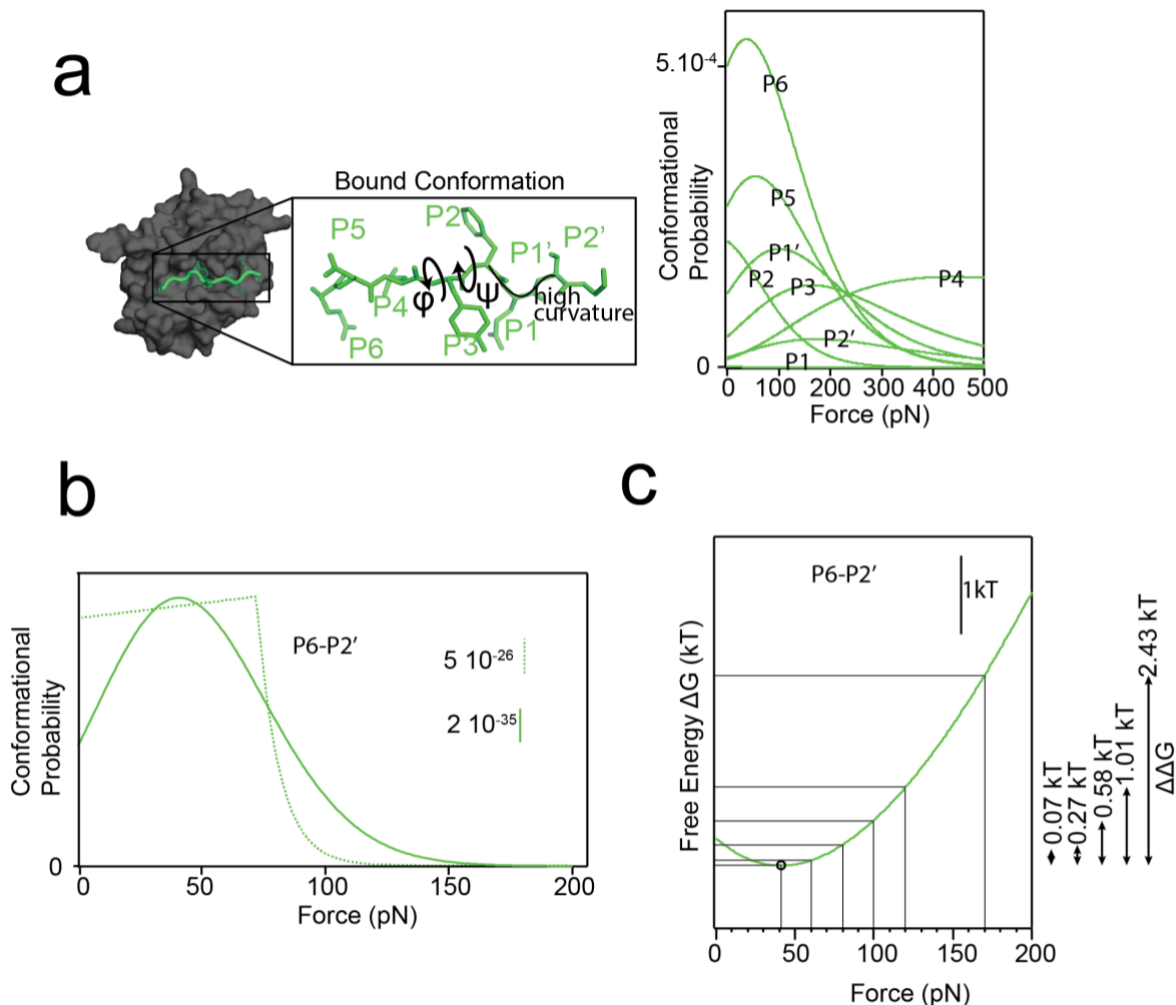 a
Bound Conformation
P5
P2
P1’
P2’
P4
φ
ψ
high
curvature
P6
P3
P1
Conformational
Probability
5.10-4
0
P6
P5
P1’
P2
P3
P4
P2’
P1
0 100 200 300 400 500
Force (pN)
b
Conformational
Probability
0
P6-P2’
5 10-26
2 10-35
0 50 100 150 200
Force (pN)
c
Free Energy ΔG (kT)
P6-P2’
1kT
0 50 100 150 200
Force (pN)
0.07 kT
0.27 kT
0.58 kT
1.01 kT
2.43 kT
ΔΔG